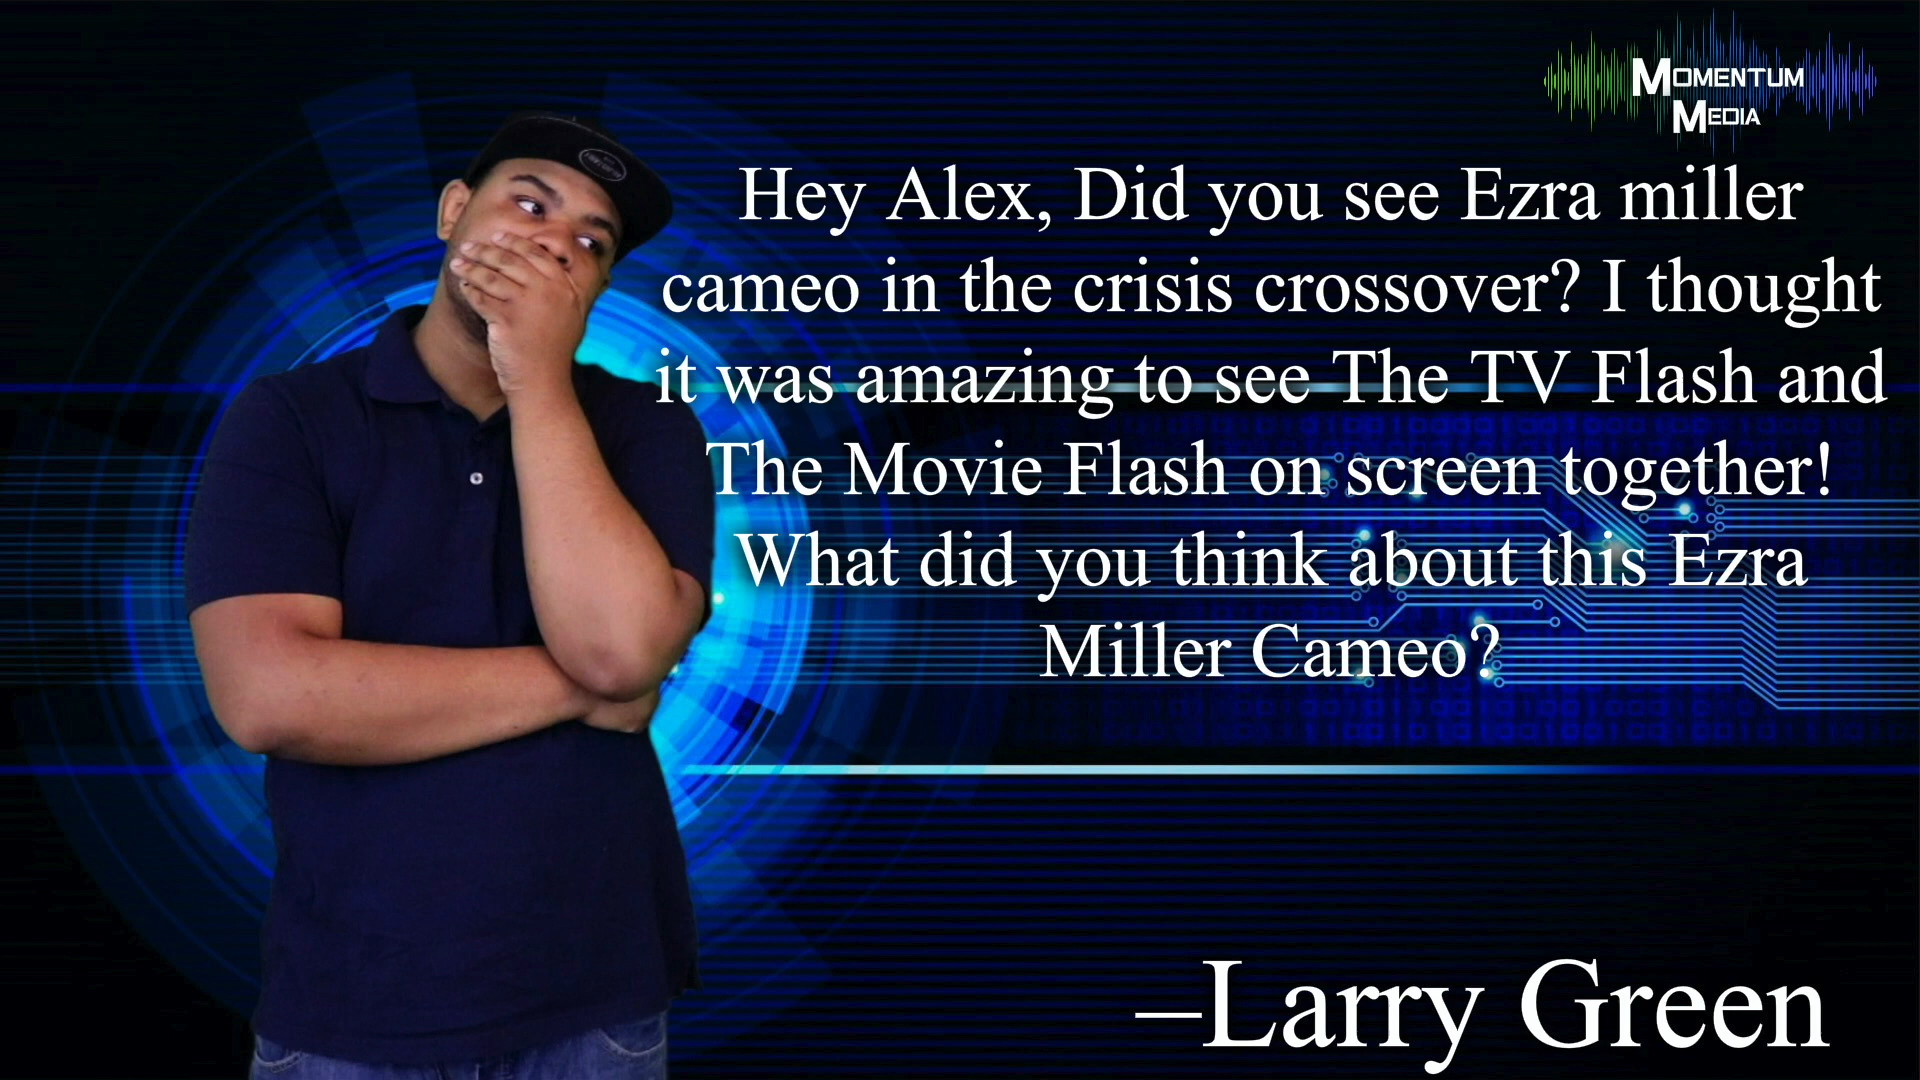 MOMENTUM
MEDIA
Hey Alex, Did you see Ezra miller
cameo in the crisis crossover? I thought
it was amazing to see The TV Flash and
The Movie Flash on screen together!
What did you think about this Ezra
Miller Cameo?
–Larry Green